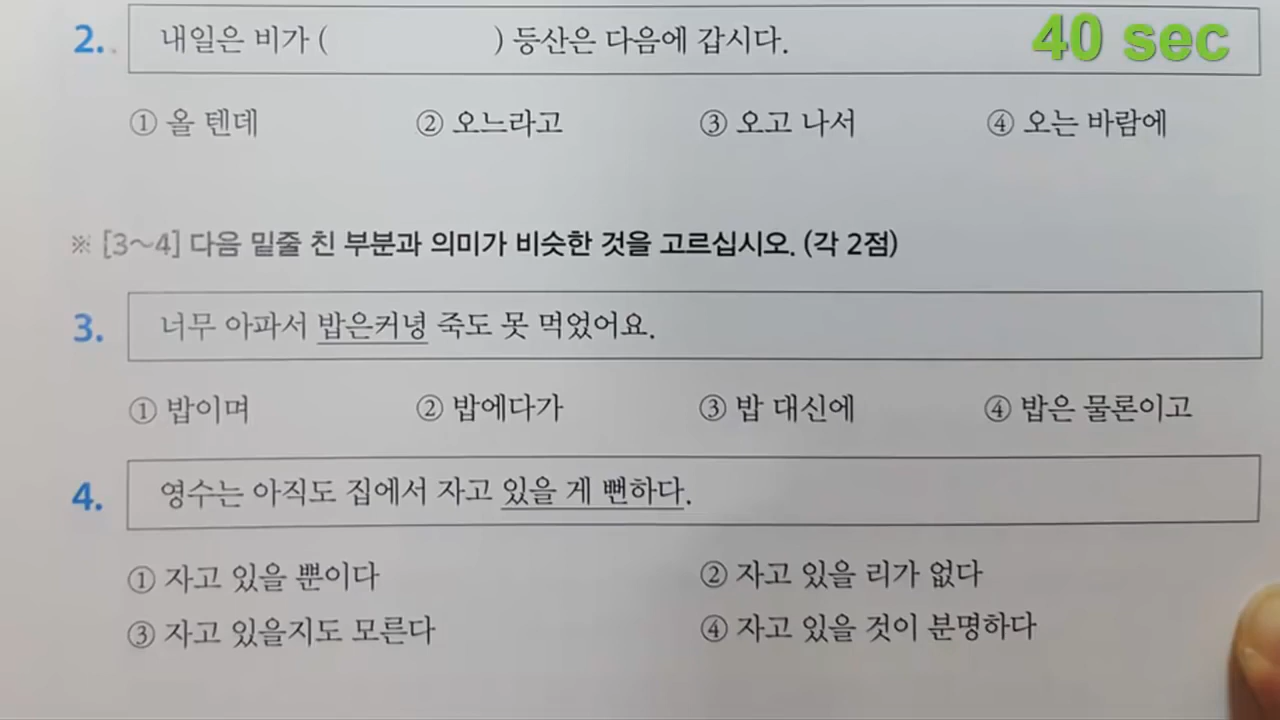 2. 내일은 비가 ( ) 등산은 다음에 갑시다.
40 sec
① 올 텐데 ② 오느라고 ③ 오고 나서 ④ 오는 바람에
※ [3~4] 다음 밑줄 친 부분과 의미가 비슷한 것을 고르십시오. (각 2점)
3. 너무 아파서 밥은커녕 죽도 못 먹었어요.
① 밥이며 ② 밥에다가 ③ 밥 대신에 ④ 밥은 물론이고
4. 영수는 아직도 집에서 자고 있을 게 뻔하다.
① 자고 있을 뿐이다 ② 자고 있을 리가 없다
③ 자고 있을지도 모른다 ④ 자고 있을 것이 분명하다